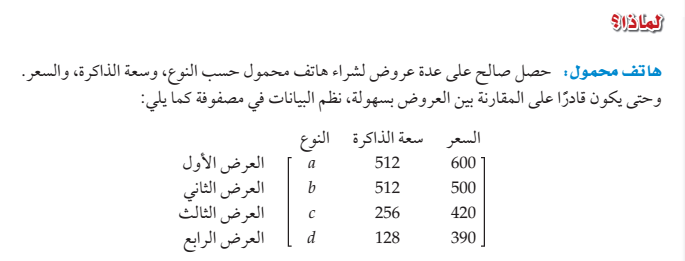 لماذا؟
هاتف محمول: حصل صالح على عدة عروض لشراء هاتف محمول حسب النوع، وسعة الذاكرة، والسعر.
وحتى يكون قادرًا على المقارنة بين العروض بسهولة، نظم البيانات في مصفوفة كما يلي:
النوع سعة الذاكرة السعر
العرض الأول a 512 600
العرض الثاني b 512 500
العرض الثالث c 256 420
العرض الرابع d 128 390